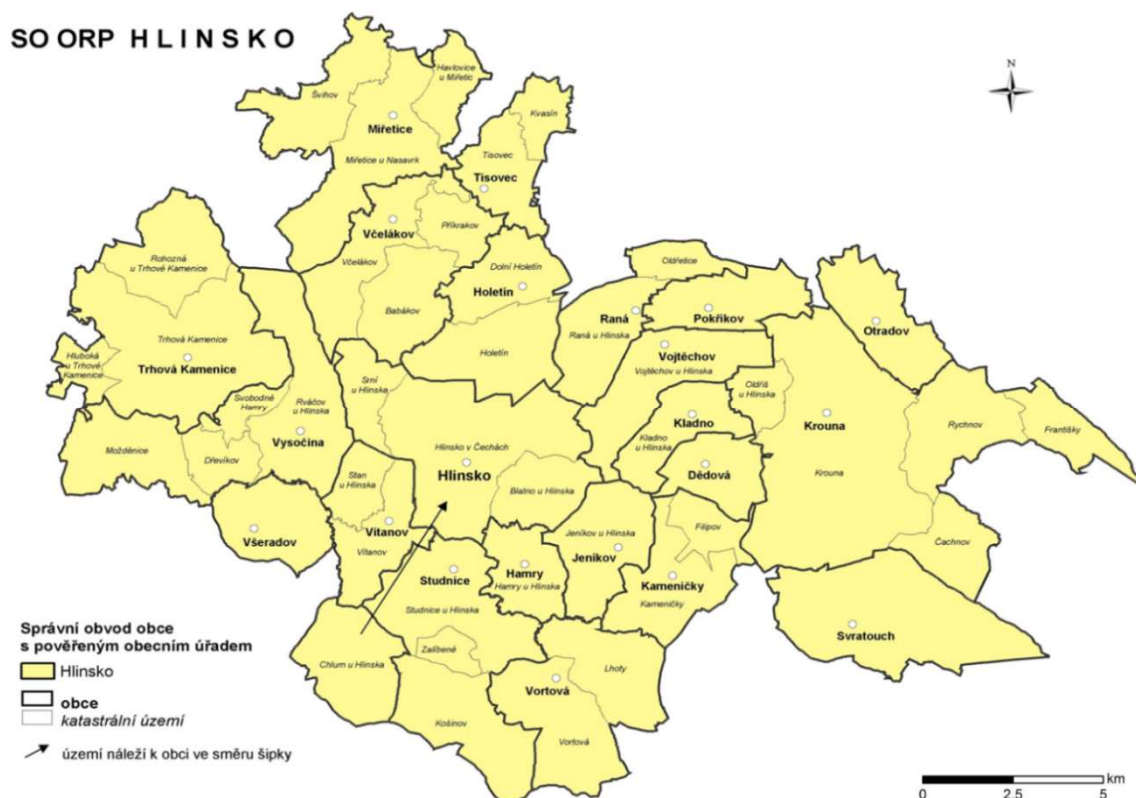 SO ORP HLINSKO
Havlovice
u Miřetic
Švihov
Kvasín
Miřetice
Tisovec
Miřetice u Nasavrk
Tisovec
Včelákov
Příkrakov
Rohozná
u Trhové Kamenice
Včelákov
Dolní Holetín
Oldřetice
Holetín
Babákov
Raná
Pokřikov
Otradov
Trhová Kamenice
Raná u Hlinska
Hluboká
u Trhové
Kamenice
Trhová Kamenice
Holetín
Vojtěchov
Vojtěchov u Hlinska
Srní
u Hlinska
Oldřiš
u Hlinska
Svobodné
Hamry
Rváčov
u Hlinska
Kladno
Krouna
Rychnov
Františky
Vysočina
Možděnice
Dřevíkov
Hlinsko v Čechách
Kladno
u Hlinska
Hlinsko
Dědová
Krouna
Stan
u Hlinska
Blatno u Hlinska
Všeradov
Vítanov
Vítanov
Jeníkov u Hlinska
Filipov
Čachnov
Jeníkov
Studnice
Hamry
Hamry u Hlinska
Kameničky
Kameničky
Studnice u Hlinska
Svratouch
Zalíbené
Chlum u Hlinska
Lhoty
Vortová
Košinov
Vortová
Správní obvod obce
s pověřeným obecním úřadem
Hlinsko
obce
katastrální území
území náleží k obci ve směru šipky
km
0 2,5 5
N